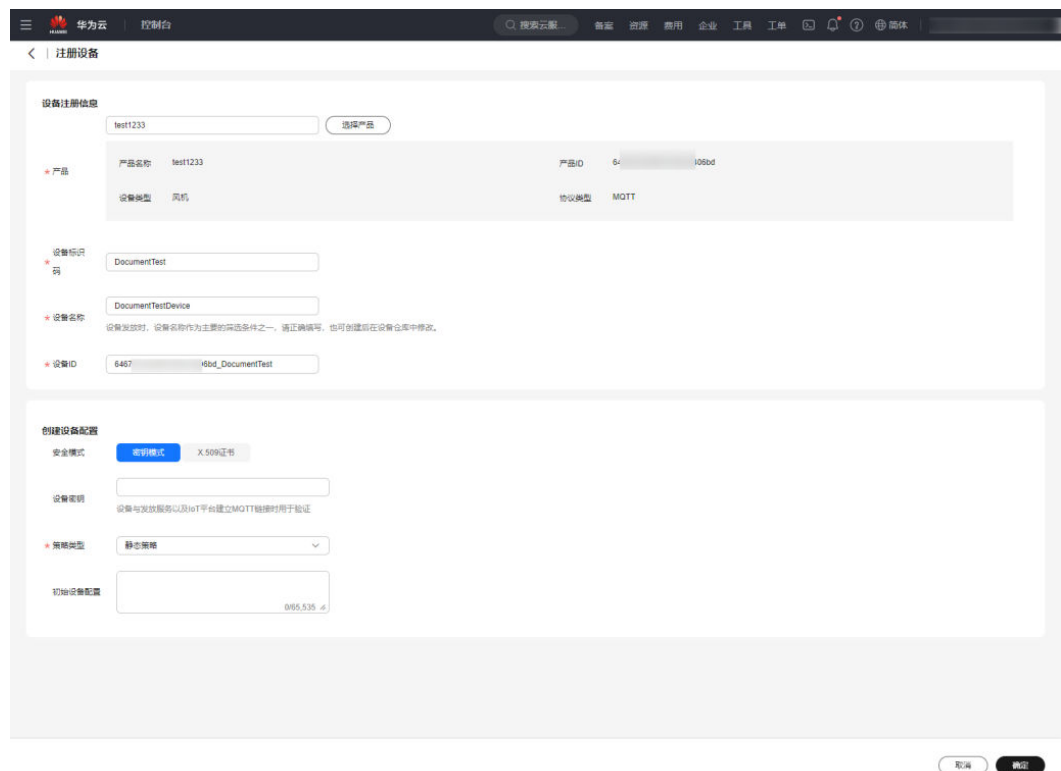 HUAWEI 华为云 控制台 搜索云服... 备案 资源 费用 企业 工具 工单 简体
注册设备
设备注册信息
test1233 选择产品
* 产品
产品名称 test1233 产品ID 64 406bd
设备类型 风机 协议类型 MQTT
* 设备标识码 DocumentTest
* 设备名称 DocumentTestDevice
设备发放时，设备名称作为主要的筛选条件之一，请正确填写，也可创建后在设备仓库中修改。
* 设备ID 6467 06bd_DocumentTest
创建设备配置
安全模式 密钥模式 X.509证书
设备密钥
设备与发放服务以及IoT平台建立MQTT链接时用于验证
* 策略类型 静态策略
初始设备配置
0/65,535
取消 确定